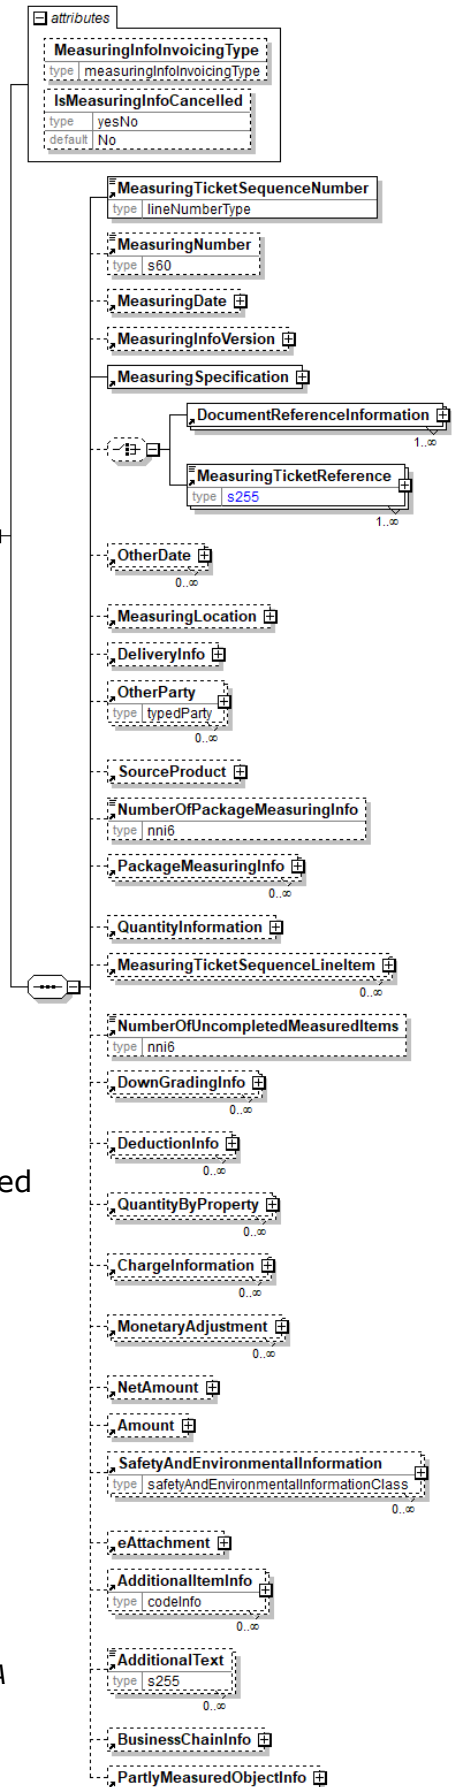 attributes
MeasuringInfoInvoicingType
type measuringInfoInvoicingType
IsMeasuringInfoCancelled
type yesNo
default No
MeasuringTicketSequenceNumber
type lineNumberType
MeasuringNumber
type s60
MeasuringDate
MeasuringInfoVersion
MeasuringSpecification
DocumentReferenceInformation
1..∞
MeasuringTicketReference
type s255
1..∞
OtherDate
0..∞
MeasuringLocation
DeliveryInfo
OtherParty
type typedParty
0..∞
SourceProduct
NumberOfPackageMeasuringInfo
type nni6
PackageMeasuringInfo
0..∞
QuantityInformation
MeasuringTicketSequenceLineItem
0..∞
NumberOfUncompletedMeasuredItems
type nni6
DownGradingInfo
0..∞
DeductionInfo
0..∞
ed
QuantityByProperty
0..∞
ChargeInformation
0..∞
MonetaryAdjustment
0..∞
NetAmount
Amount
SafetyAndEnvironmentalInformation
type safetyAndEnvironmentalInformationClass
0..∞
eAttachment
AdditionalItemInfo
type codeInfo
0..∞
AdditionalText
A
type s255
0..∞
BusinessChainInfo
PartlyMeasuredObjectInfo